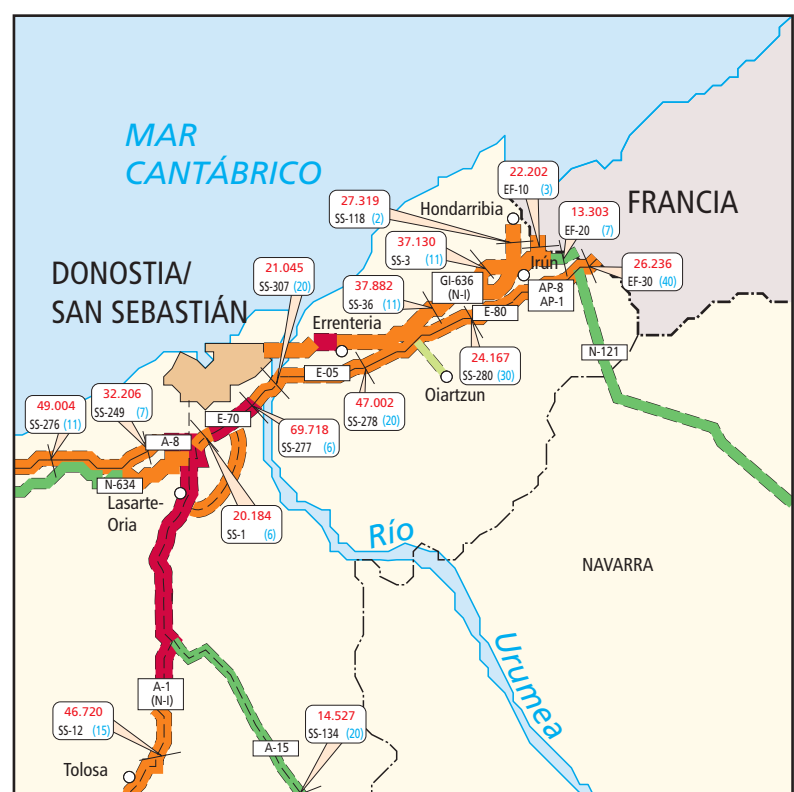 MAR
CANTÁBRICO
22.202
EF-10 (3)
27.319
SS-118 (2)
Hondarribia
FRANCIA
13.303
EF-20 (7)
37.130
SS-3 (11)
Irún
26.236
EF-30 (40)
DONOSTIA/
SAN SEBASTIÁN
21.045
SS-307 (20)
37.882
SS-36 (11)
GI-636
(N-I)
AP-8
AP-1
E-80
Errenteria
N-121
24.167
SS-280 (30)
E-05
Oiartzun
32.206
SS-249 (7)
49.004
SS-276 (11)
47.002
SS-278 (20)
E-70
69.718
SS-277 (6)
A-8
N-634
Lasarte-
Oria
20.184
SS-1 (6)
Río
NAVARRA
Urumea
A-1
(N-I)
46.720
SS-12 (15)
14.527
SS-134 (20)
A-15
Tolosa